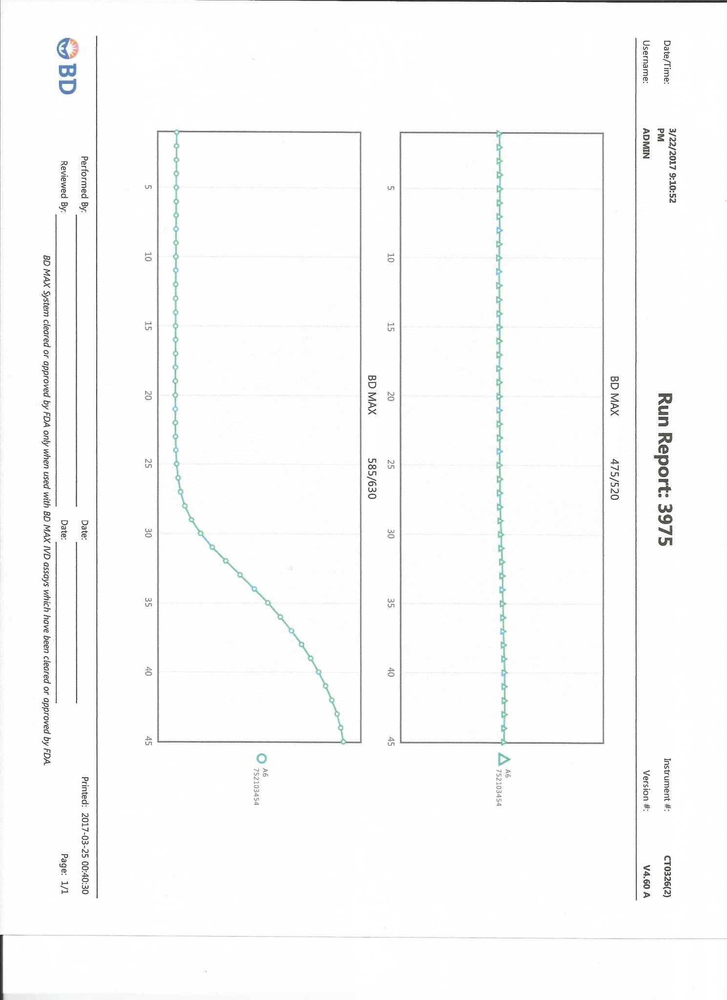 Run Report: 3975
Date/Time: 3/22/2017 9:10:52 PM
Instrument #: CT0326(2)
Username: ADMIN
Version #: V4.60 A
BD MAX 475/520
A6
752103454
5 10 15 20 25 30 35 40 45
BD MAX 585/630
A6
752103454
5 10 15 20 25 30 35 40 45
Performed By: Date: Printed: 2017-03-25 00:40:30
BD
Reviewed By: Date: Page: 1/1
BD MAX System cleared or approved by FDA only when used with BD MAX IVD assays which have been cleared or approved by FDA.